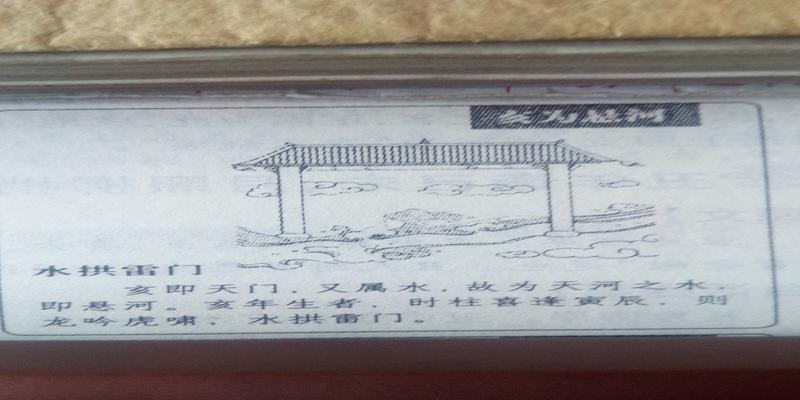 亥为悬河
水拱雷门
亥即天门，又属水，故为天河之水，
即悬河。亥年生者，时柱喜逢寅辰，则
龙吟虎啸，水拱雷门。